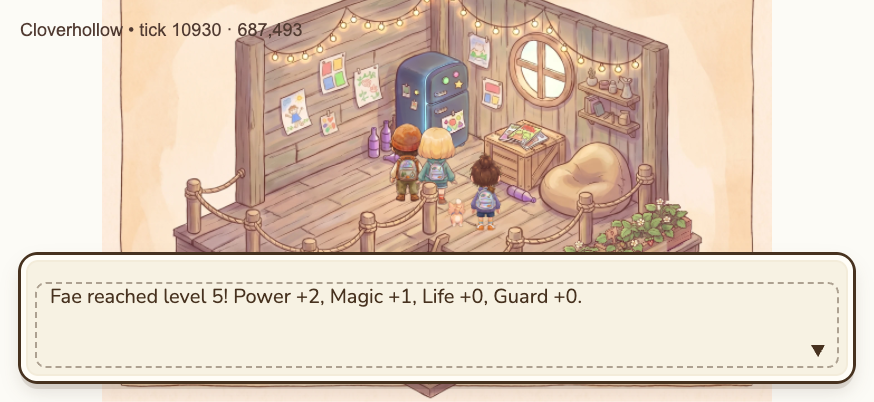 Cloverhollow • tick 10930 · 687,493
Fae reached level 5! Power +2, Magic +1, Life +0, Guard +0.